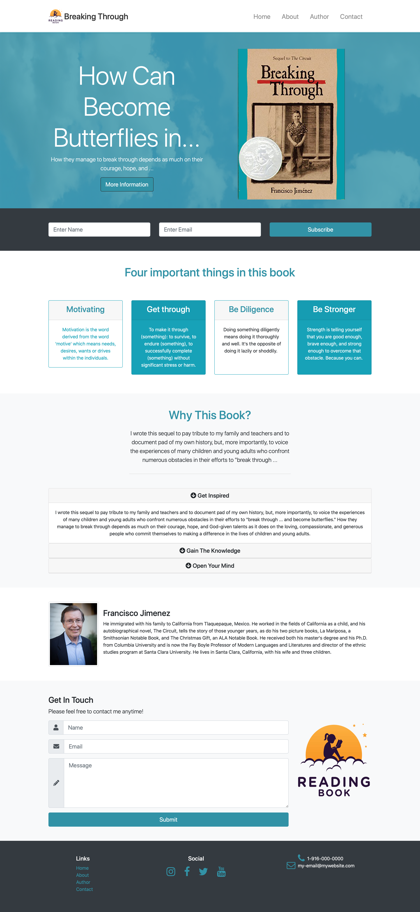 READING
BOOK
Breaking Through
Home
About
Author
Contact
How Can
Become
Butterflies in...
How they manage to break through depends as much on their
courage, hope, and...
More Information
Sequel to The Circuit
Breaking
Through
Francisco Jiménez
Enter Name
Enter Email
Subscribe
Four important things in this book
Motivating
Motivation is the word
derived from the word
'motive' which means needs,
desires, wants or drives
within the individuals.
Get through
To make it through
(something): to survive, to
endure (something), to
successfully complete
(something) without
significant stress or harm.
Be Diligence
Doing something diligently
means doing it thoroughly
and well. It's the opposite of
doing it lazily or shoddily.
Be Stronger
Strength is telling yourself
that you are good enough,
brave enough, and strong
enough to overcome that
obstacle. Because you can.
Why This Book?
I wrote this sequel to pay tribute to my family and teachers and to
document pad of my own history, but, more importantly, to voice
the experiences of many children and young adults who confront
numerous obstacles in their efforts to "break through ...
Get Inspired
I wrote this sequel to pay tribute to my family and teachers and to document pad of my own history, but, more importantly, to voice the experiences
of many children and young adults who confront numerous obstacles in their efforts to "break through ... and become butterflies." How they
manage to break through depends as much on their courage, hope, and God-given talents as it does on the loving, compassionate, and generous
people who commit themselves to making a difference in the lives of children and young adults.
Gain The Knowledge
Open Your Mind
Francisco Jimenez
He immigrated with his family to California from Tlaquepaque, Mexico. He worked in the fields of California as a child, and his
autobiographical novel, The Circuit, tells the story of those younger years, as do his two picture books, La Mariposa, a
Smithsonian Notable Book, and The Christmas Gift, an ALA Notable Book. He received both his master's degree and his Ph.D.
from Columbia University and is now the Fay Boyle Professor of Modern Languages and Literatures and director of the ethnic
studies program at Santa Clara University. He lives in Santa Clara, California, with his wife and three children.
Get In Touch
Please feel free to contact me anytime!
Name
Email
Message
Submit
READING
BOOK
Links
Home
About
Author
Contact
Social
1-916-000-0000
my-email@mywebsite.com